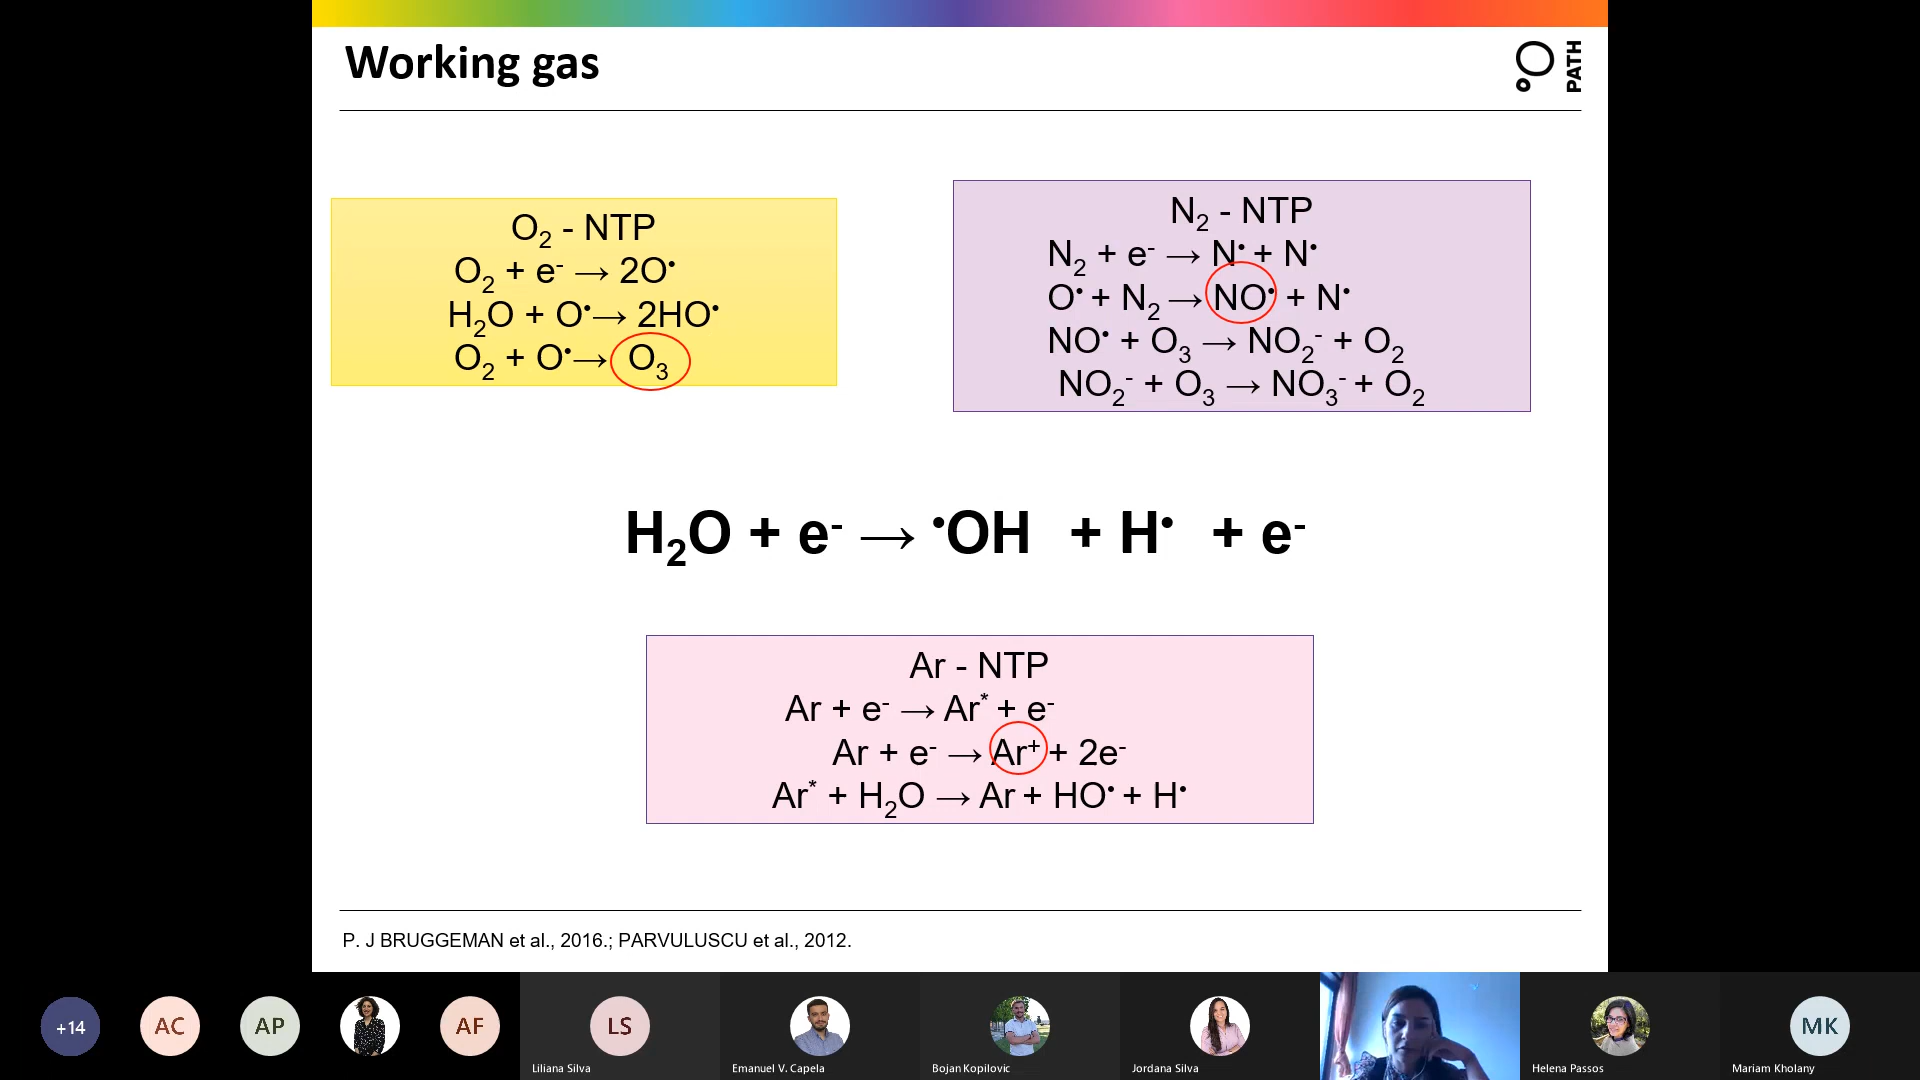 Working gas
PATH
O₂ - NTP
O₂ + e⁻ → 2O•
H₂O + O•→ 2HO•
O₂ + O•→ O₃
N₂ - NTP
N₂ + e⁻ → N• + N•
O• + N₂ → NO• + N•
NO• + O₃ → NO₂⁻ + O₂
NO₂⁻ + O₃ → NO₃⁻ + O₂
H₂O + e⁻ → •OH + H• + e⁻
Ar - NTP
Ar + e⁻ → Ar* + e⁻
Ar + e⁻ → Ar⁺ + 2e⁻
Ar* + H₂O → Ar + HO• + H•
P. J BRUGGEMAN et al., 2016.; PARVULUSCU et al., 2012.
+14
AC
AP
AF
LS
MK
Liliana Silva
Emanuel V. Capela
Bojan Kopilovic
Jordana Silva
Helena Passos
Mariam Kholany